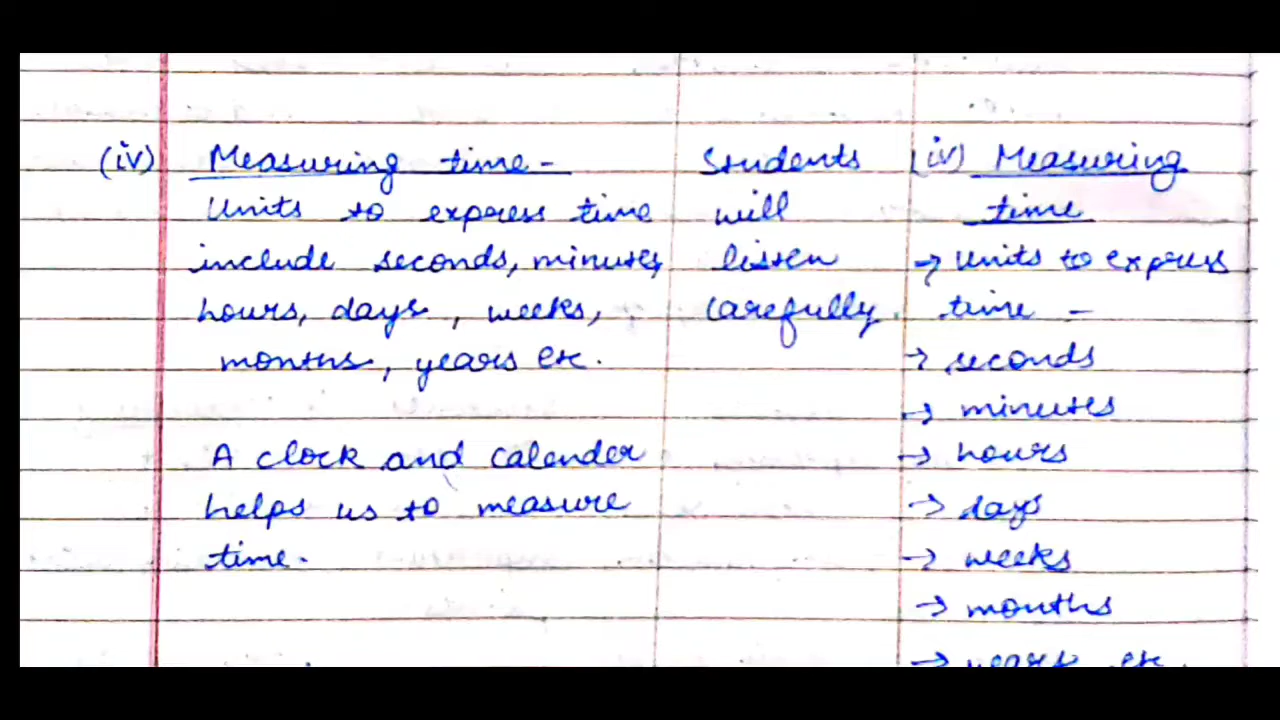 (iv) Measuring time -
Units to express time
include seconds, minutes,
hours, days, weeks,
months, years etc.
A clock and calender
helps us to measure
time.
Students
will
listen
carefully.
(iv) Measuring
time
→ Units to express
time -
→ seconds
→ minutes
→ hours
→ days
→ weeks
→ months
→ years etc.